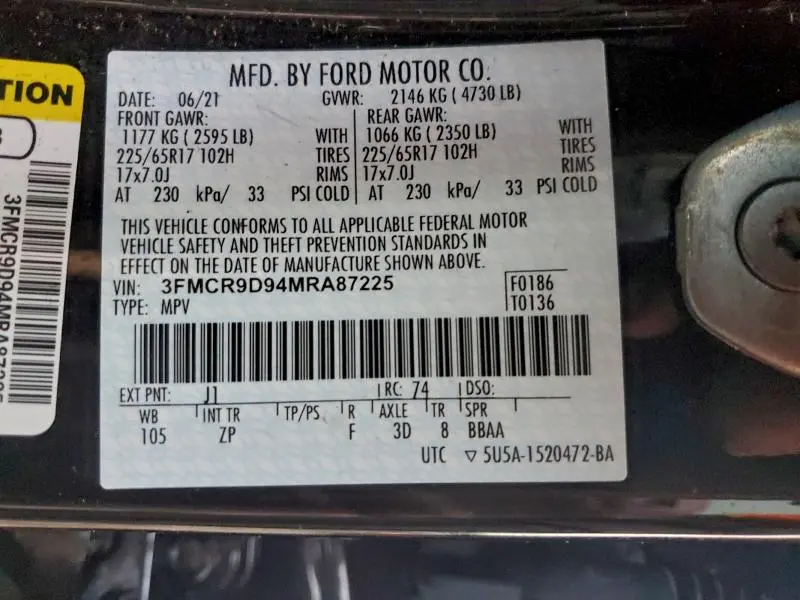 TION
3FMCR9D94MRA87225
MFD. BY FORD MOTOR CO.
DATE: 06/21 GVWR: 2146 KG ( 4730 LB)
FRONT GAWR: REAR GAWR:
1177 KG ( 2595 LB) WITH 1066 KG ( 2350 LB) WITH
225/65R17 102H TIRES 225/65R17 102H TIRES
17x7.0J RIMS 17x7.0J RIMS
AT 230 kPa/ 33 PSI COLD AT 230 kPa/ 33 PSI COLD
THIS VEHICLE CONFORMS TO ALL APPLICABLE FEDERAL MOTOR
VEHICLE SAFETY AND THEFT PREVENTION STANDARDS IN
EFFECT ON THE DATE OF MANUFACTURE SHOWN ABOVE.
VIN: 3FMCR9D94MRA87225 F0186
TYPE: MPV T0136
EXT PNT: J1 RC: 74 DSO:
WB INT TR TP/PS R AXLE TR SPR
105 ZP F 3D 8 BBAA
UTC ▽ 5U5A-1520472-BA